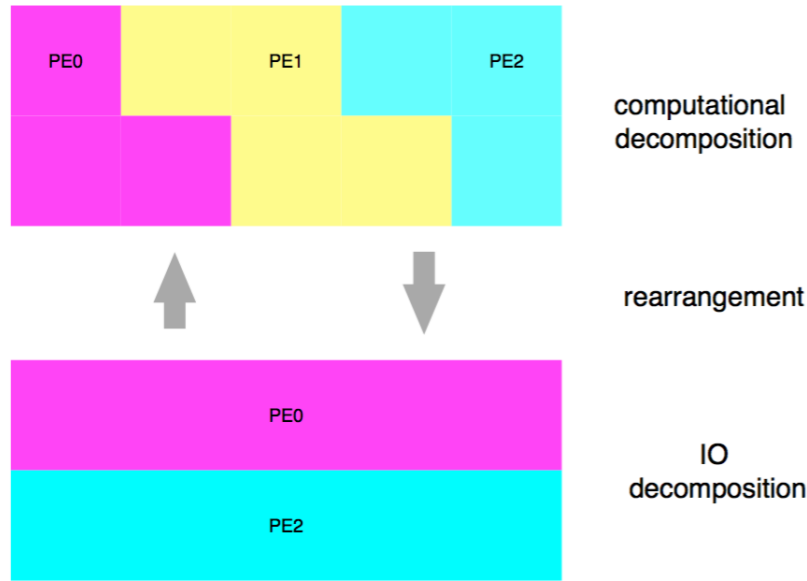 PE0
PE1
PE2
computational
decomposition
rearrangement
PE0
IO
decomposition
PE2